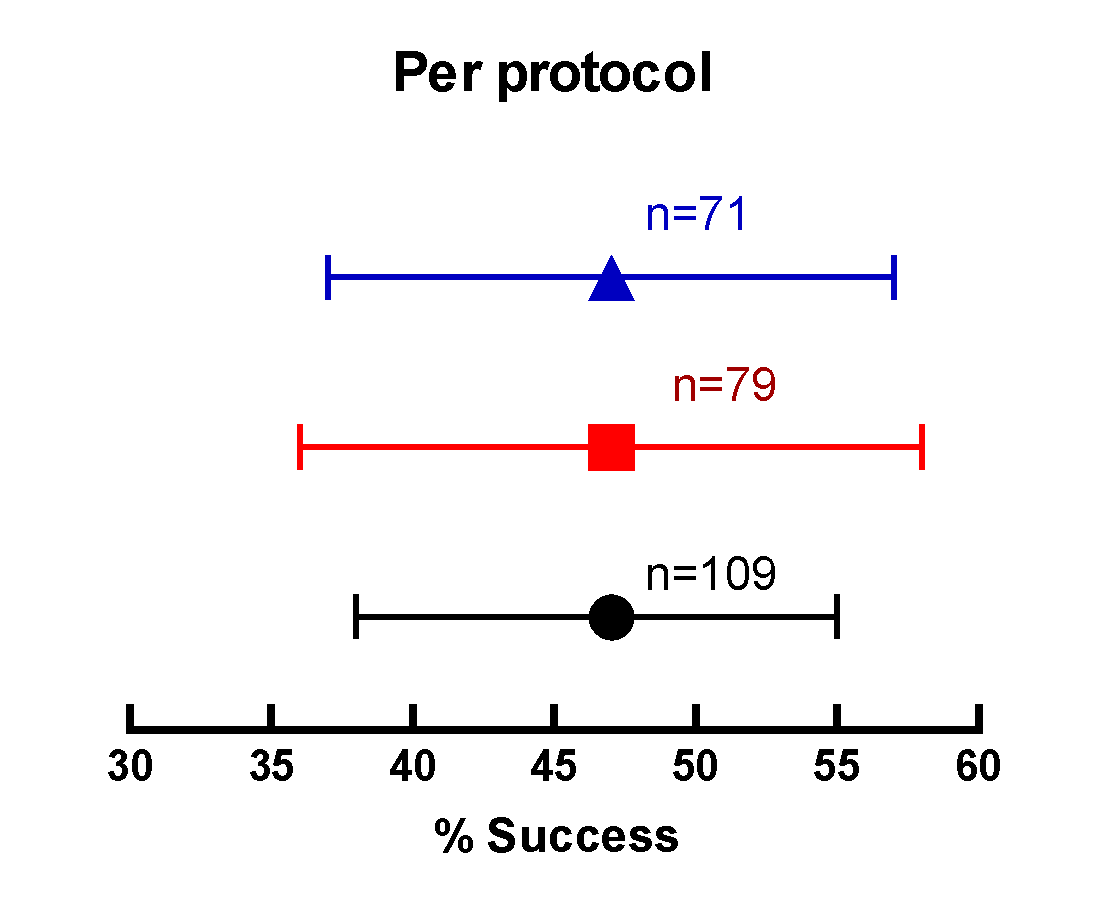 Per protocol
n=71
n=79
n=109
30 35 40 45 50 55 60
% Success